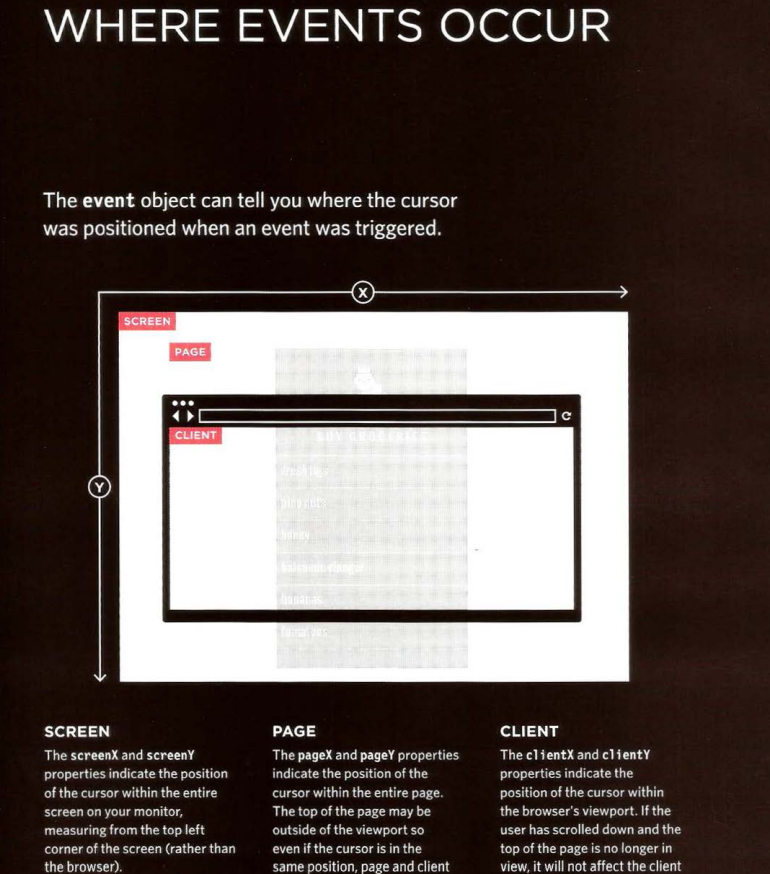 WHERE EVENTS OCCUR
The event object can tell you where the cursor
was positioned when an event was triggered.
X
SCREEN
PAGE
CLIENT
BUY GROCERIES
fresh figs
pine nuts
honey
balsamic vinegar
bananas
tomatoes
Y
SCREEN
The screenX and screenY
properties indicate the position
of the cursor within the entire
screen on your monitor,
measuring from the top left
corner of the screen (rather than
the browser).
PAGE
The pageX and pageY properties
indicate the position of the
cursor within the entire page.
The top of the page may be
outside of the viewport so
even if the cursor is in the
same position, page and client
CLIENT
The clientX and clientY
properties indicate the
position of the cursor within
the browser's viewport. If the
user has scrolled down and the
top of the page is no longer in
view, it will not affect the client